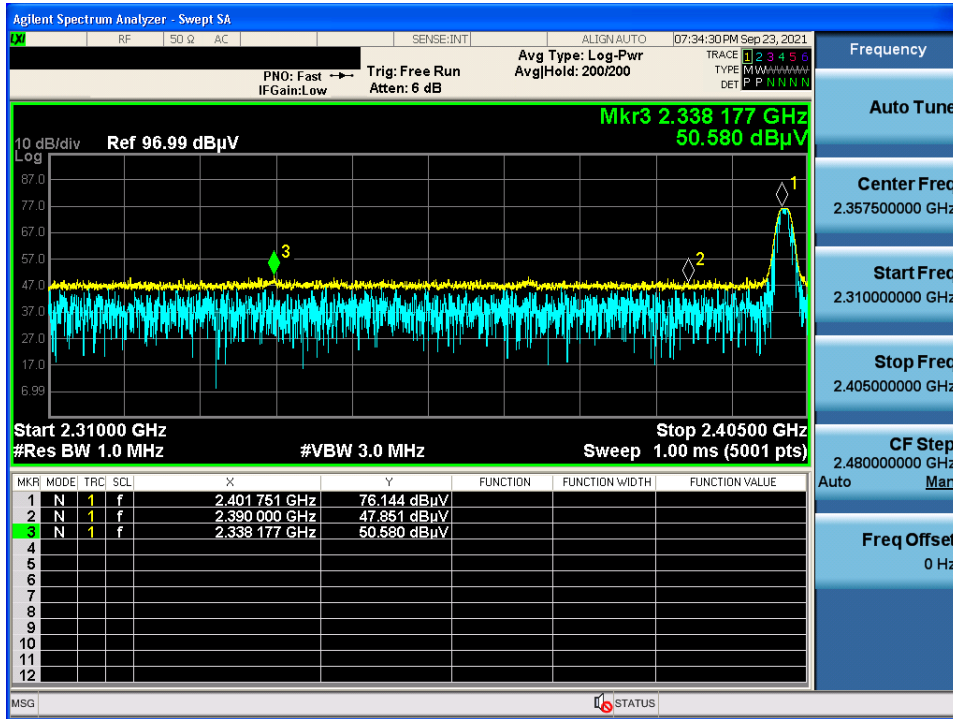 Agilent Spectrum Analyzer - Swept SA
LXI RF 50 Ω AC SENSE:INT ALIGN AUTO 07:34:30 PM Sep 23, 2021
PNO: Fast Trig: Free Run Avg Type: Log-Pwr TRACE 1 2 3 4 5 6
IFGain:Low Atten: 6 dB Avg|Hold: 200/200 TYPE M W W W W W
DET P P N N N N
Mkr3 2.338 177 GHz
50.580 dBµV
10 dB/div Ref 96.99 dBµV
Log
87.0
77.0
67.0
57.0
47.0
37.0
27.0
17.0
6.99
1
2
3
Start 2.31000 GHz Stop 2.40500 GHz
#Res BW 1.0 MHz #VBW 3.0 MHz Sweep 1.00 ms (5001 pts)
MKR MODE TRC SCL X Y FUNCTION FUNCTION WIDTH FUNCTION VALUE
1 N 1 f 2.401 751 GHz 76.144 dBµV
2 N 1 f 2.390 000 GHz 47.851 dBµV
3 N 1 f 2.338 177 GHz 50.580 dBµV
4
5
6
7
8
9
10
11
12
MSG STATUS
Frequency
Auto Tune
Center Freq
2.357500000 GHz
Start Freq
2.310000000 GHz
Stop Freq
2.405000000 GHz
CF Step
2.480000000 GHz
Auto Man
Freq Offset
0 Hz